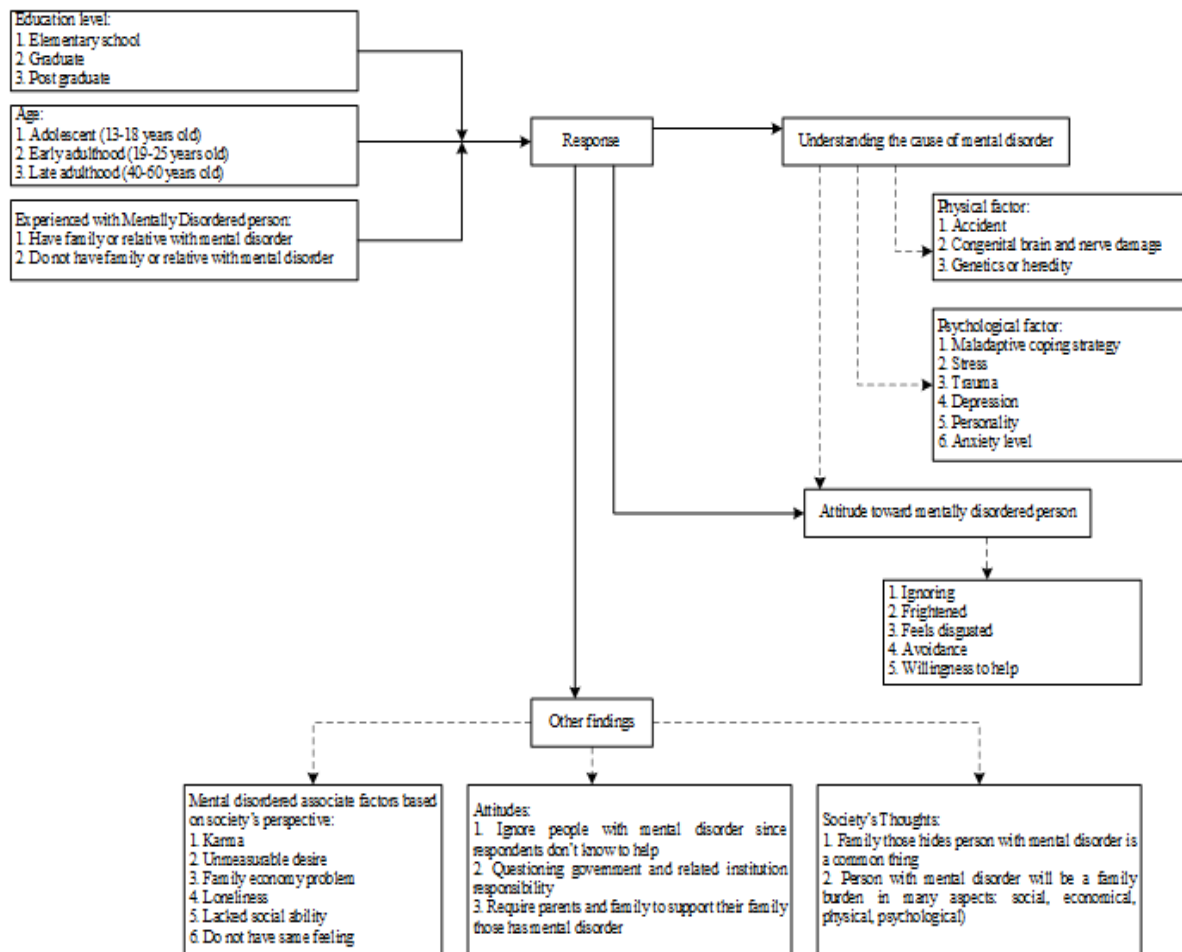 Education level:
1. Elementary school
2. Graduate
3. Post graduate
Age:
1. Adolescent (13-18 years old)
2. Early adulthood (19-25 years old)
3. Late adulthood (40-60 years old)
Experienced with Mentally Disordered person:
1. Have family or relative with mental disorder
2. Do not have family or relative with mental disorder
Response
Understanding the cause of mental disorder
Physical factor:
1. Accident
2. Congenital brain and nerve damage
3. Genetics or heredity
Psychological factor:
1. Maladaptive coping strategy
2. Stress
3. Trauma
4. Depression
5. Personality
6. Anxiety level
Attitude toward mentally disordered person
1. Ignoring
2. Frightened
3. Feels disgusted
4. Avoidance
5. Willingness to help
Other findings
Mental disordered associate factors based
on society's perspective:
1. Karma
2. Unmeasurable desire
3. Family economy problem
4. Loneliness
5. Lacked social ability
6. Do not have same feeling
Attitudes:
1. Ignore people with mental disorder since
respondents don't know to help
2. Questioning government and related institution
responsibility
3. Require parents and family to support their family
those has mental disorder
Society's Thoughts:
1. Family those hides person with mental disorder is
a common thing
2. Person with mental disorder will be a family
burden in many aspects: social, economical,
physical, psychological)